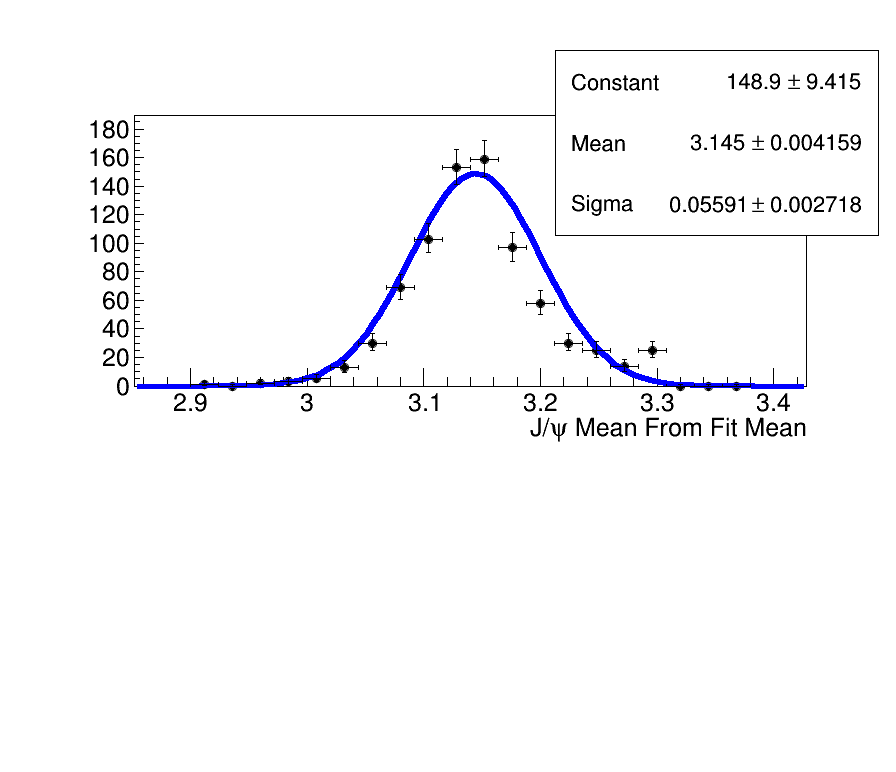 Constant 148.9 ± 9.415
Mean 3.145 ± 0.004159
Sigma 0.05591 ± 0.002718
180
160
140
120
100
80
60
40
20
0
2.9 3 3.1 3.2 3.3 3.4
J/ψ Mean From Fit Mean